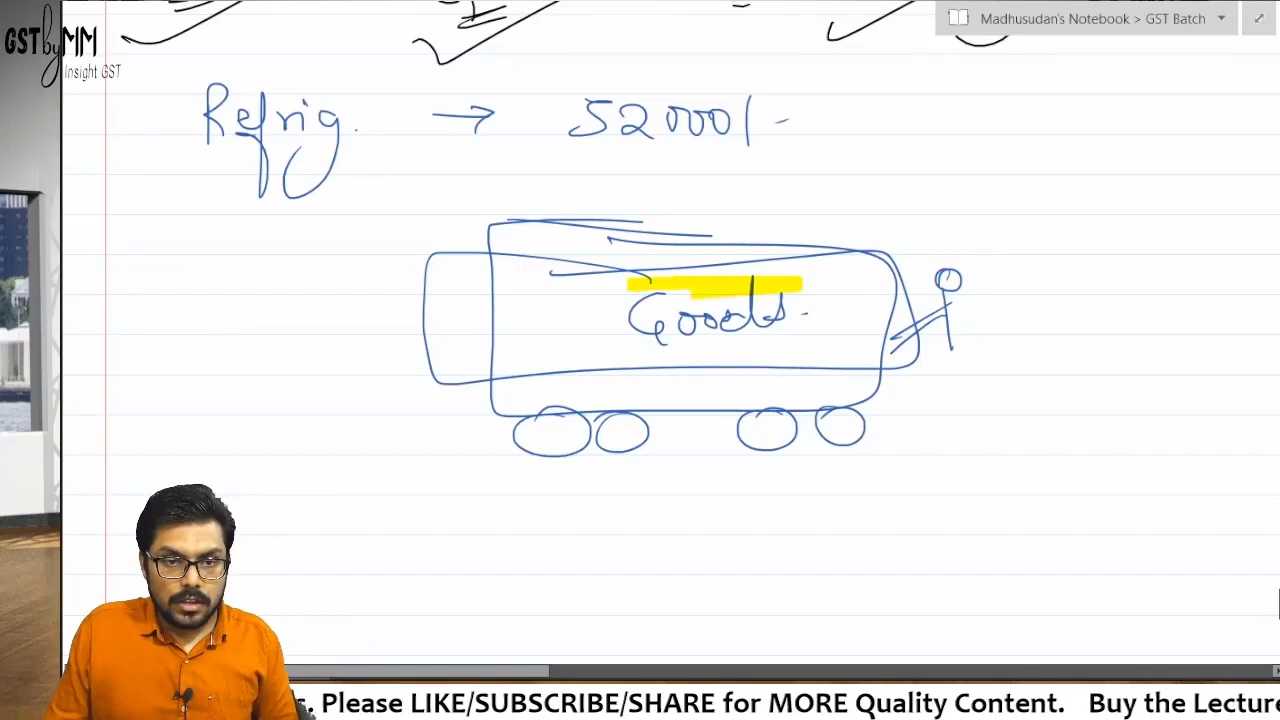 GST by MM
Insight GST
Madhusudan's Notebook > GST Batch
Refrig. → 52000/-
Goods.
s. Please LIKE/SUBSCRIBE/SHARE for MORE Quality Content. Buy the Lecture